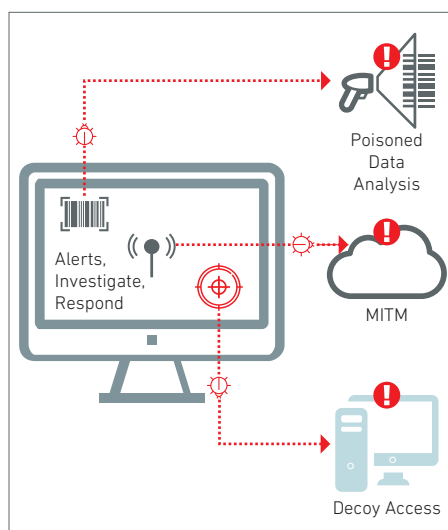 Poisoned
Data
Analysis
Alerts,
Investigate,
Respond
MITM
Decoy Access